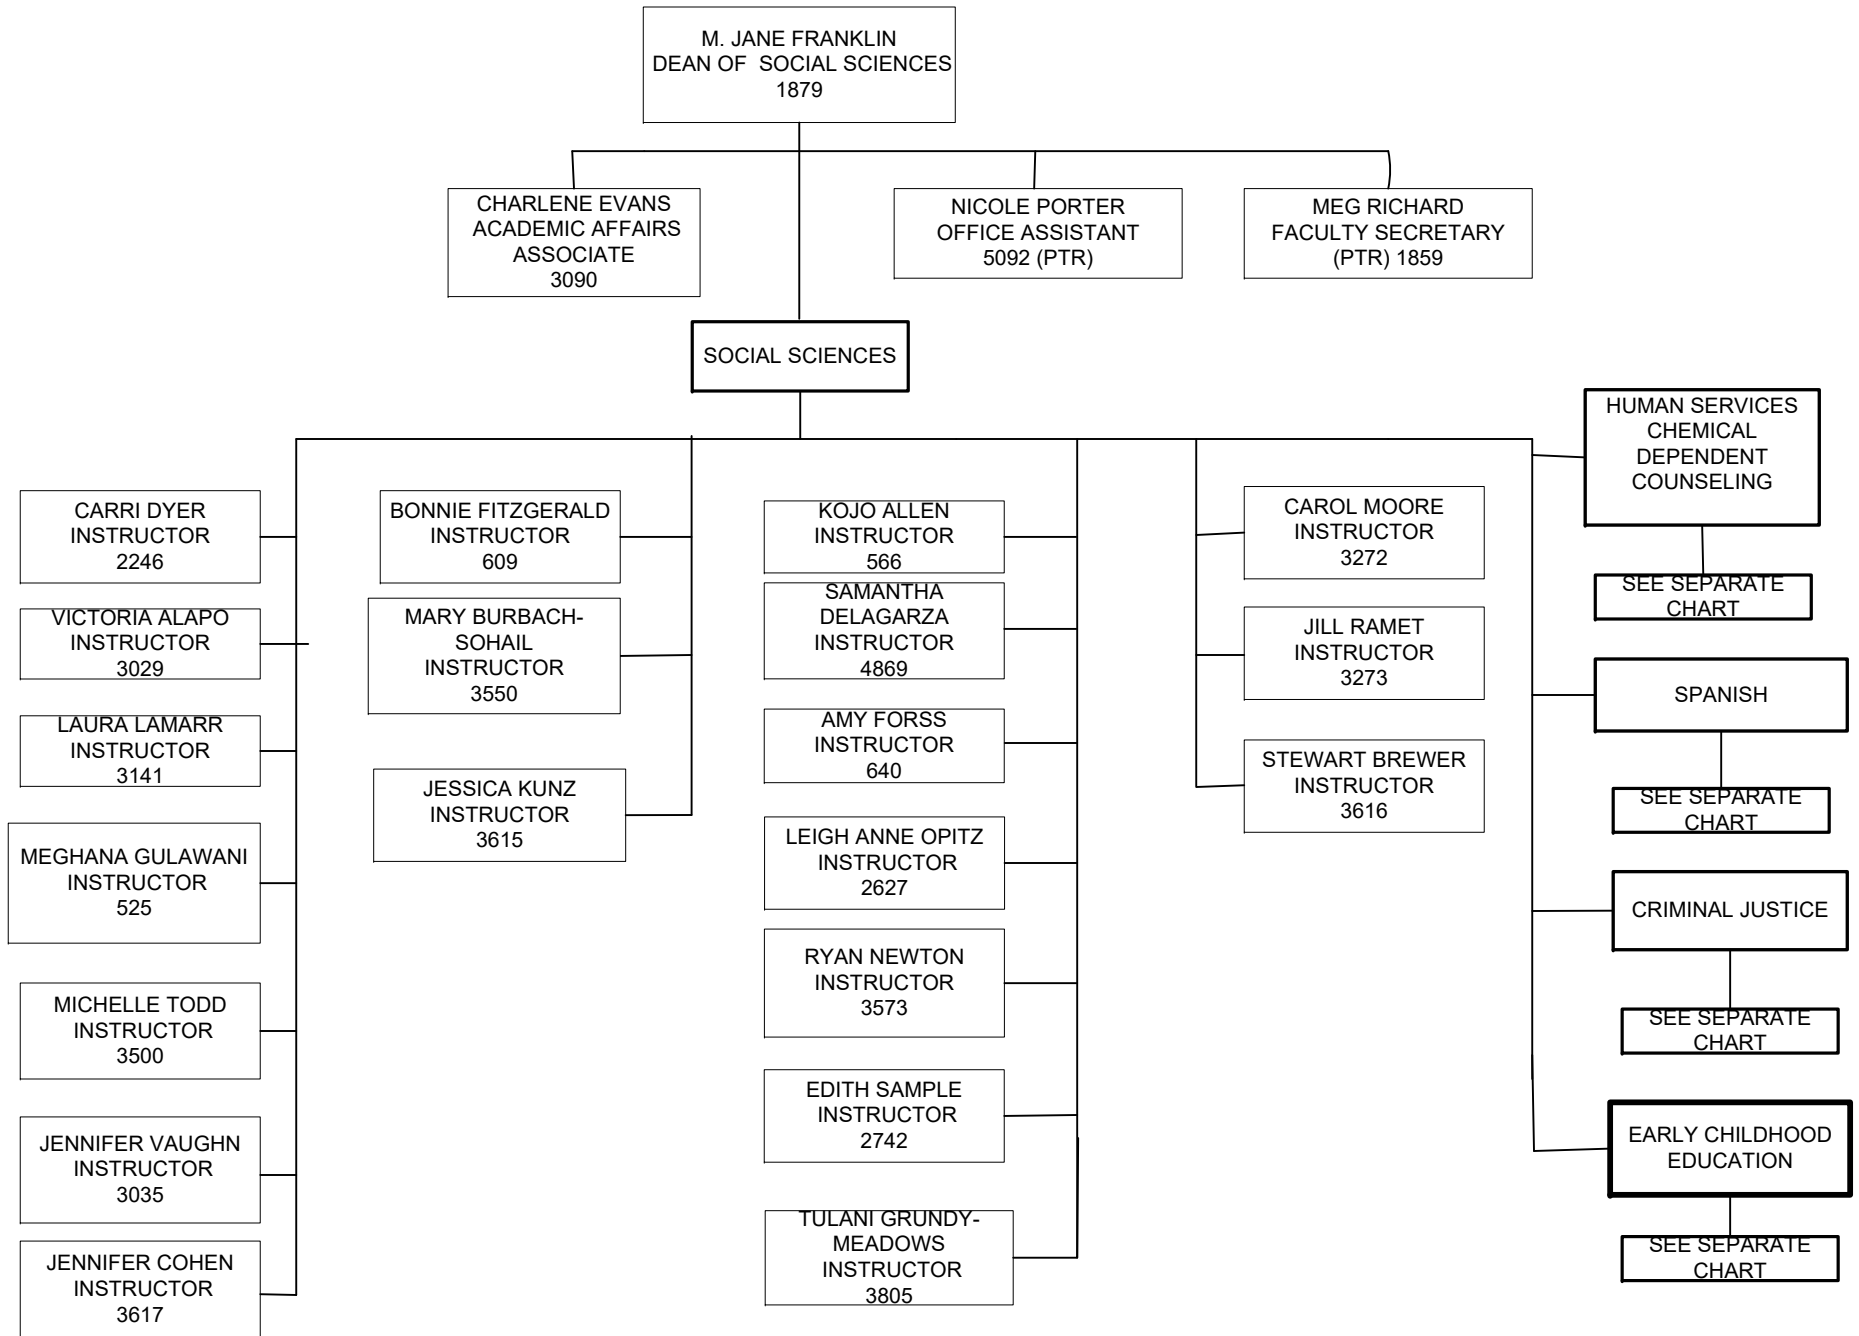 M. JANE FRANKLIN
DEAN OF SOCIAL SCIENCES
1879
CHARLENE EVANS
ACADEMIC AFFAIRS
ASSOCIATE
3090
NICOLE PORTER
OFFICE ASSISTANT
5092 (PTR)
MEG RICHARD
FACULTY SECRETARY
(PTR) 1859
SOCIAL SCIENCES
CARRI DYER
INSTRUCTOR
2246
VICTORIA ALAPO
INSTRUCTOR
3029
LAURA LAMARR
INSTRUCTOR
3141
MEGHANA GULAWANI
INSTRUCTOR
525
MICHELLE TODD
INSTRUCTOR
3500
JENNIFER VAUGHN
INSTRUCTOR
3035
JENNIFER COHEN
INSTRUCTOR
3617
BONNIE FITZGERALD
INSTRUCTOR
609
MARY BURBACH-
SOHAIL
INSTRUCTOR
3550
JESSICA KUNZ
INSTRUCTOR
3615
KOJO ALLEN
INSTRUCTOR
566
SAMANTHA
DELAGARZA
INSTRUCTOR
4869
AMY FORSS
INSTRUCTOR
640
LEIGH ANNE OPITZ
INSTRUCTOR
2627
RYAN NEWTON
INSTRUCTOR
3573
EDITH SAMPLE
INSTRUCTOR
2742
TULANI GRUNDY-
MEADOWS
INSTRUCTOR
3805
CAROL MOORE
INSTRUCTOR
3272
JILL RAMET
INSTRUCTOR
3273
STEWART BREWER
INSTRUCTOR
3616
HUMAN SERVICES
CHEMICAL
DEPENDENT
COUNSELING
SEE SEPARATE
CHART
SPANISH
SEE SEPARATE
CHART
CRIMINAL JUSTICE
SEE SEPARATE
CHART
EARLY CHILDHOOD
EDUCATION
SEE SEPARATE
CHART